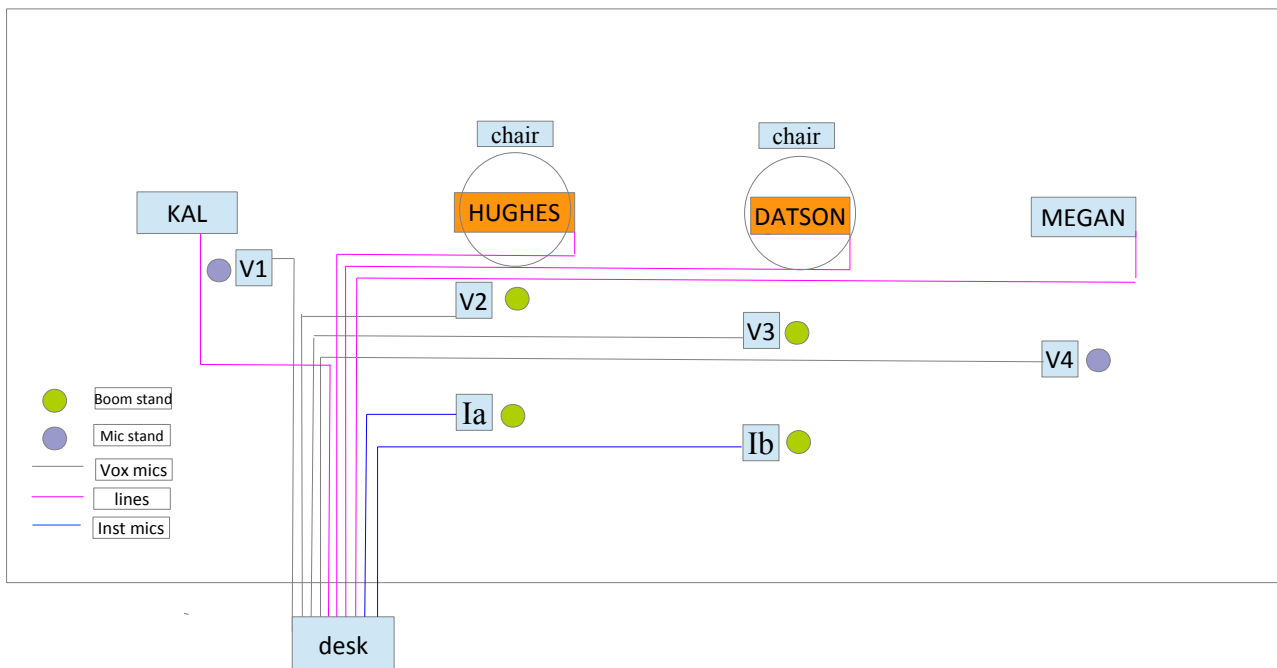 chair
chair
KAL
HUGHES
DATSON
MEGAN
V1
V2
V3
V4
Boom stand
Ia
Mic stand
Ib
Vox mics
lines
Inst mics
~
desk